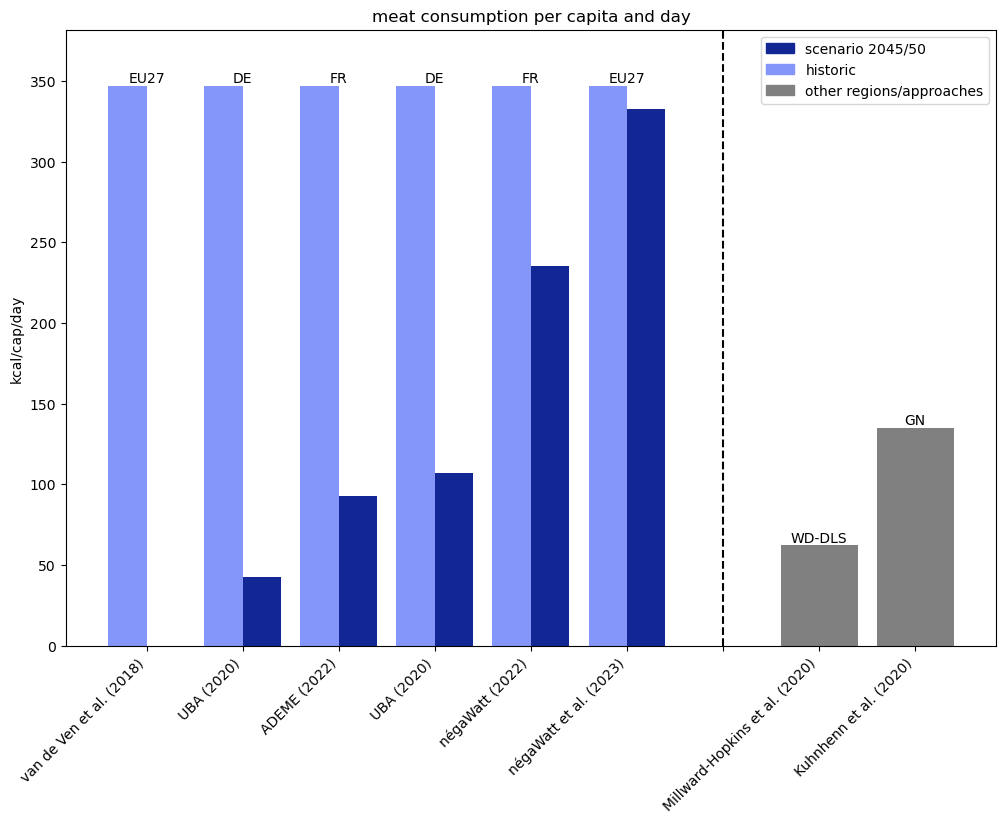 meat consumption per capita and day
scenario 2045/50
historic
other regions/approaches
kcal/cap/day
350
300
250
200
150
100
50
0
EU27
DE
FR
DE
FR
EU27
WD-DLS
GN
van de Ven et al. (2018)
UBA (2020)
ADEME (2022)
UBA (2020)
négaWatt (2022)
négaWatt et al. (2023)
Millward-Hopkins et al. (2020)
Kuhnhenn et al. (2020)